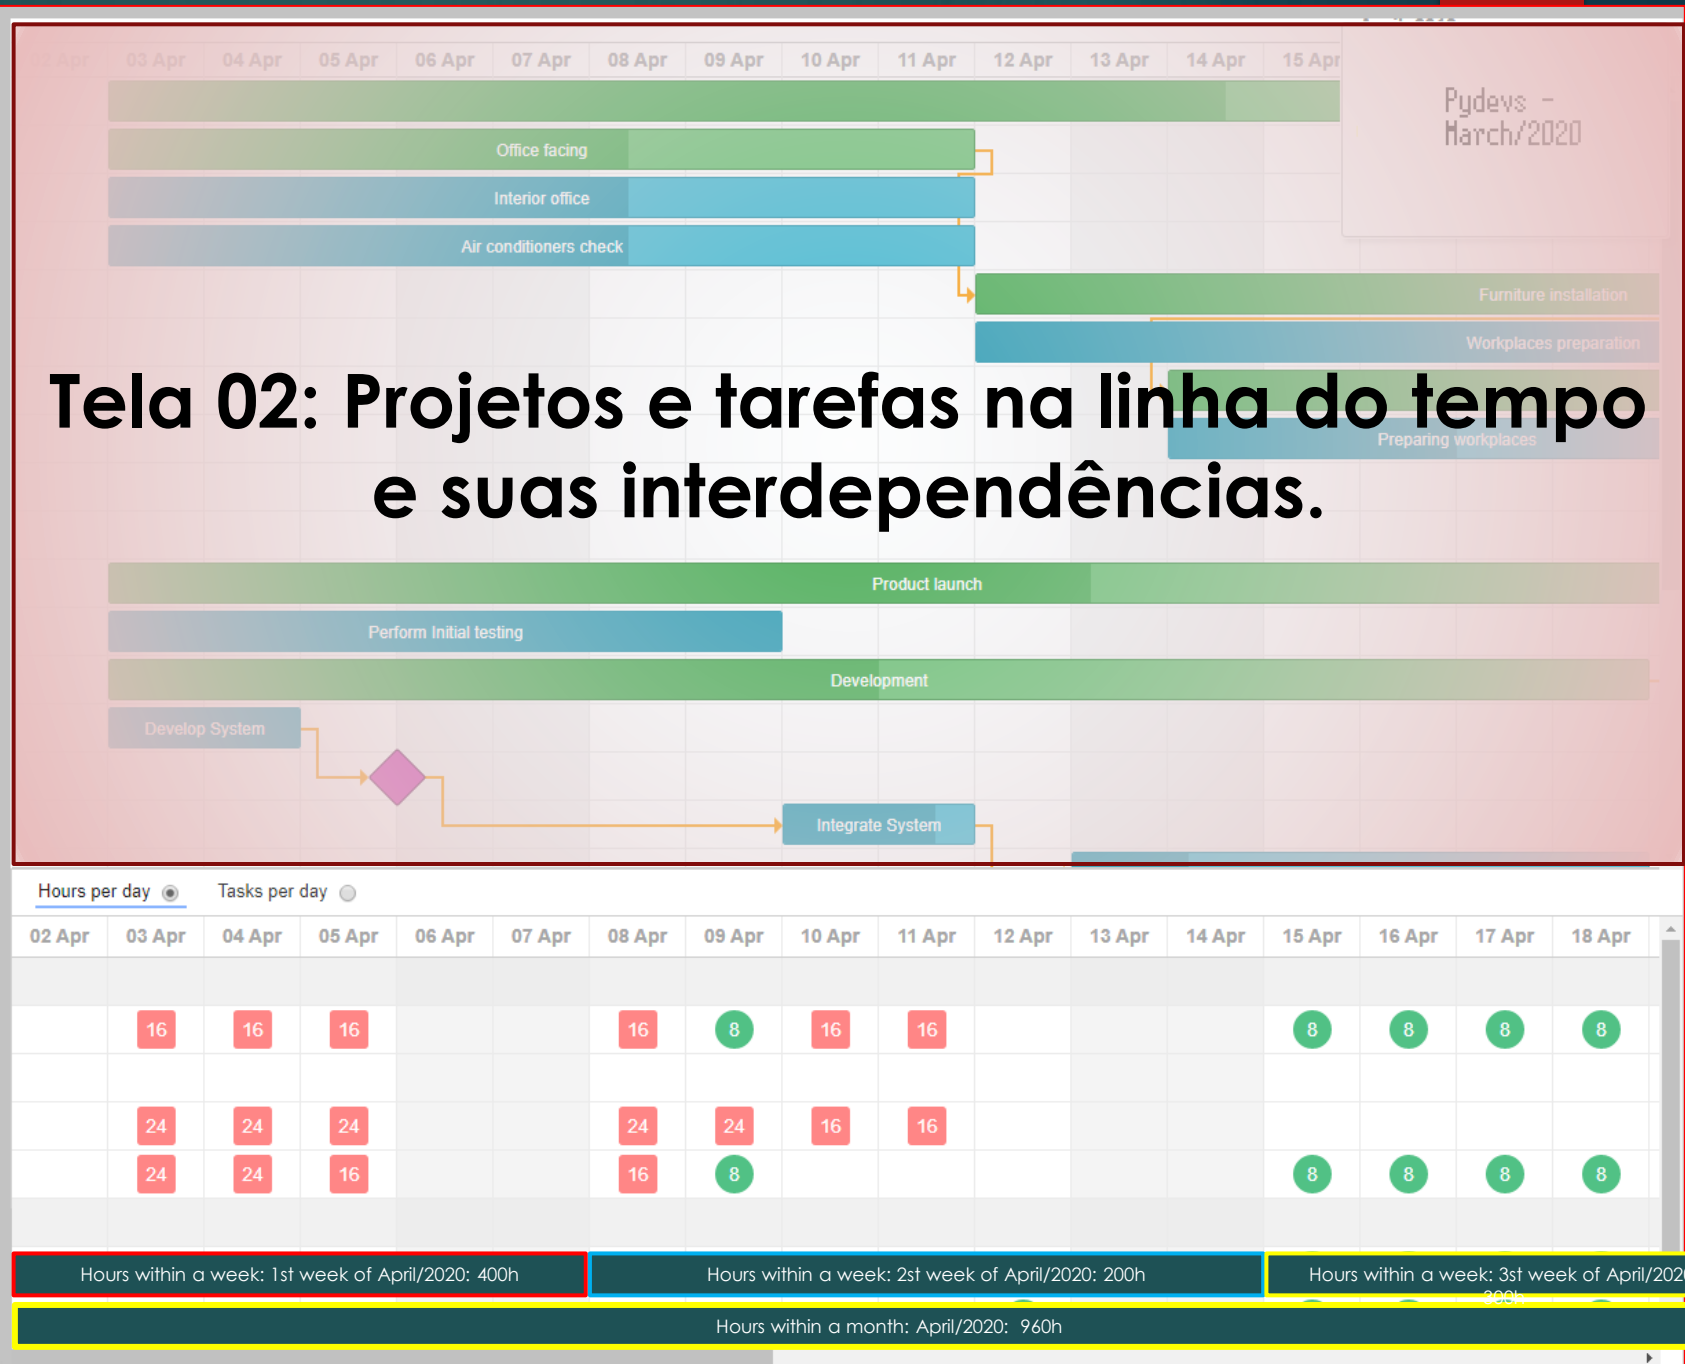 02 Apr 03 Apr 04 Apr 05 Apr 06 Apr 07 Apr 08 Apr 09 Apr 10 Apr 11 Apr 12 Apr 13 Apr 14 Apr 15 Apr
Pydevs -
March/2020
Office facing
Interior office
Air conditioners check
Furniture installation
Workplaces preparation
Tela 02: Projetos e tarefas na linha do tempo
Preparing workplaces
e suas interdependências.
Product launch
Perform Initial testing
Development
Develop System
Integrate System
Hours per day Tasks per day
02 Apr 03 Apr 04 Apr 05 Apr 06 Apr 07 Apr 08 Apr 09 Apr 10 Apr 11 Apr 12 Apr 13 Apr 14 Apr 15 Apr 16 Apr 17 Apr 18 Apr
16 16 16 16 8 16 16 8 8 8 8
24 24 24 24 24 16 16
24 24 16 16 8 8 8 8 8
Hours within a week: 1st week of April/2020: 400h Hours within a week: 2st week of April/2020: 200h Hours within a week: 3st week of April/202
Hours within a month: April/2020: 960h